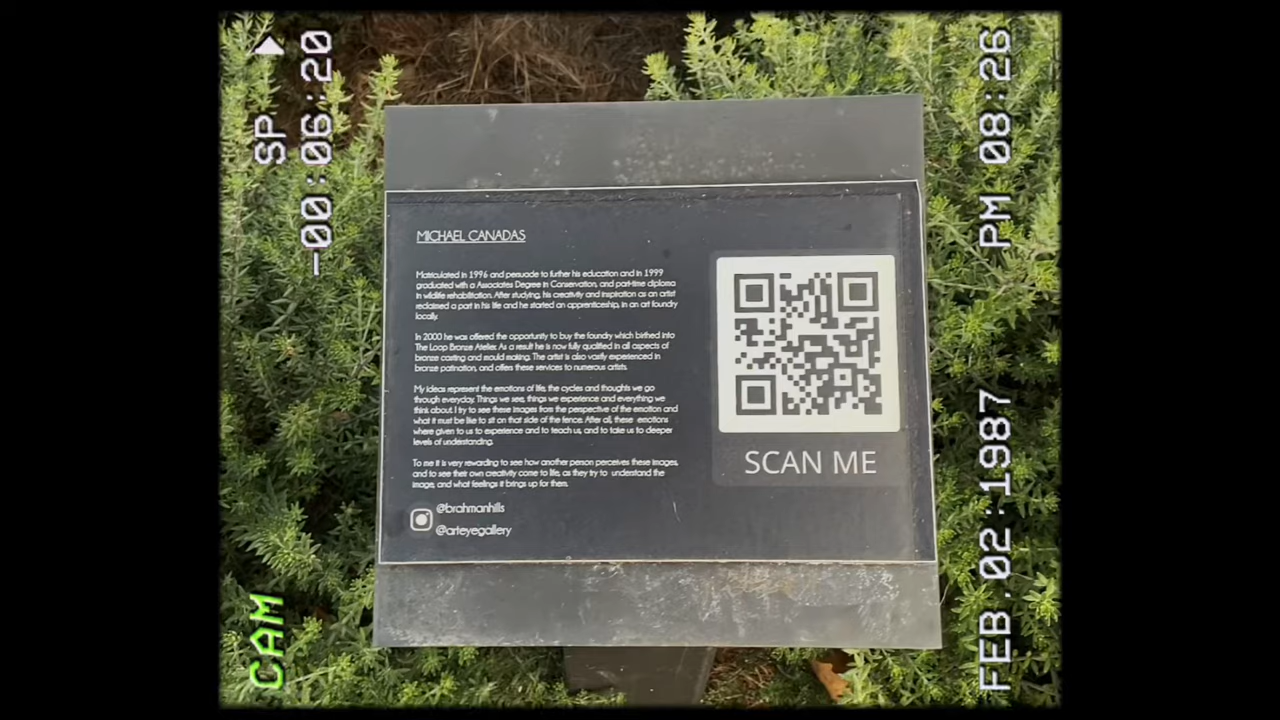 MICHAEL CANADAS
Matriculated in 1996 and persuade to further his education and in 1999
graduated with a Associates Degree in Conservation, and part-time diploma
in wildlife rehabilitation. After studying, his creativity and inspiration as an artist
reclaimed a part in his life and he started an apprenticeship, in an art foundry
locally.
In 2000 he was offered the opportunity to buy the foundry which birthed into
The Loop Bronze Atelier. As a result he is now fully qualified in all aspects of
bronze casting and mould making. The artist is also vastly experienced in
bronze patination, and offers these services to numerous artists.
My ideas represent the emotions of life, the cycles and thoughts we go
through everyday. Things we see, things we experience and everything we
think about. I try to see these images from the perspective of the emotion and
what it must be like to sit on that side of the fence. After all, these emotions
where given to us to experience and to teach us, and to take us to deeper
levels of understanding.
To me it is very rewarding to see how another person perceives these images,
and to see their own creativity come to life, as they try to understand the
image, and what feelings it brings up for them.
@brahmanhills
@arteyegallery
SCAN ME
SP
-00:06:20
CAM
PM 08:26
FEB.02:1987